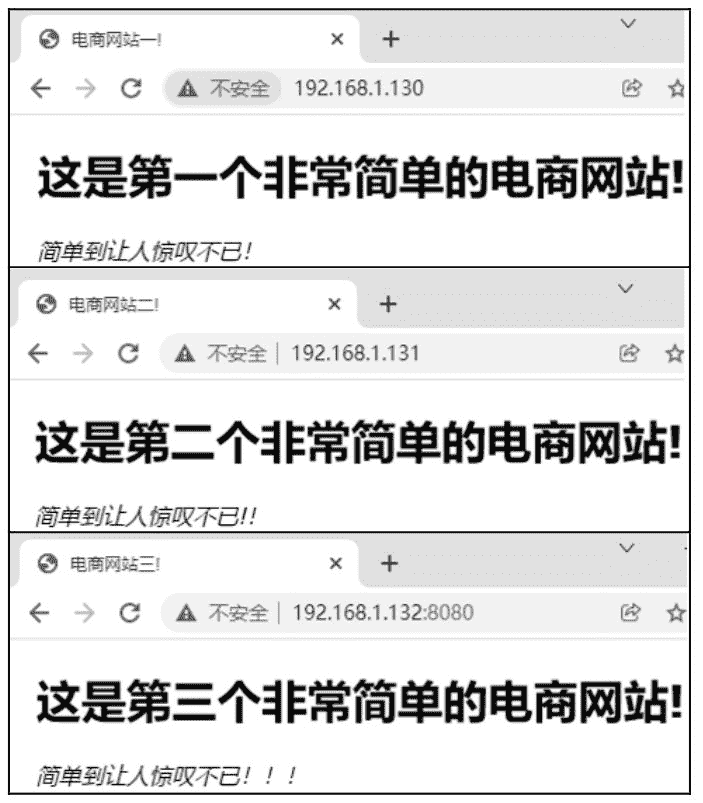 电商网站一!
不安全 192.168.1.130
这是第一个非常简单的电商网站!
简单到让人惊叹不已!
电商网站二!
不安全 192.168.1.131
这是第二个非常简单的电商网站!
简单到让人惊叹不已!!
电商网站三!
不安全 192.168.1.132:8080
这是第三个非常简单的电商网站!
简单到让人惊叹不已！！！